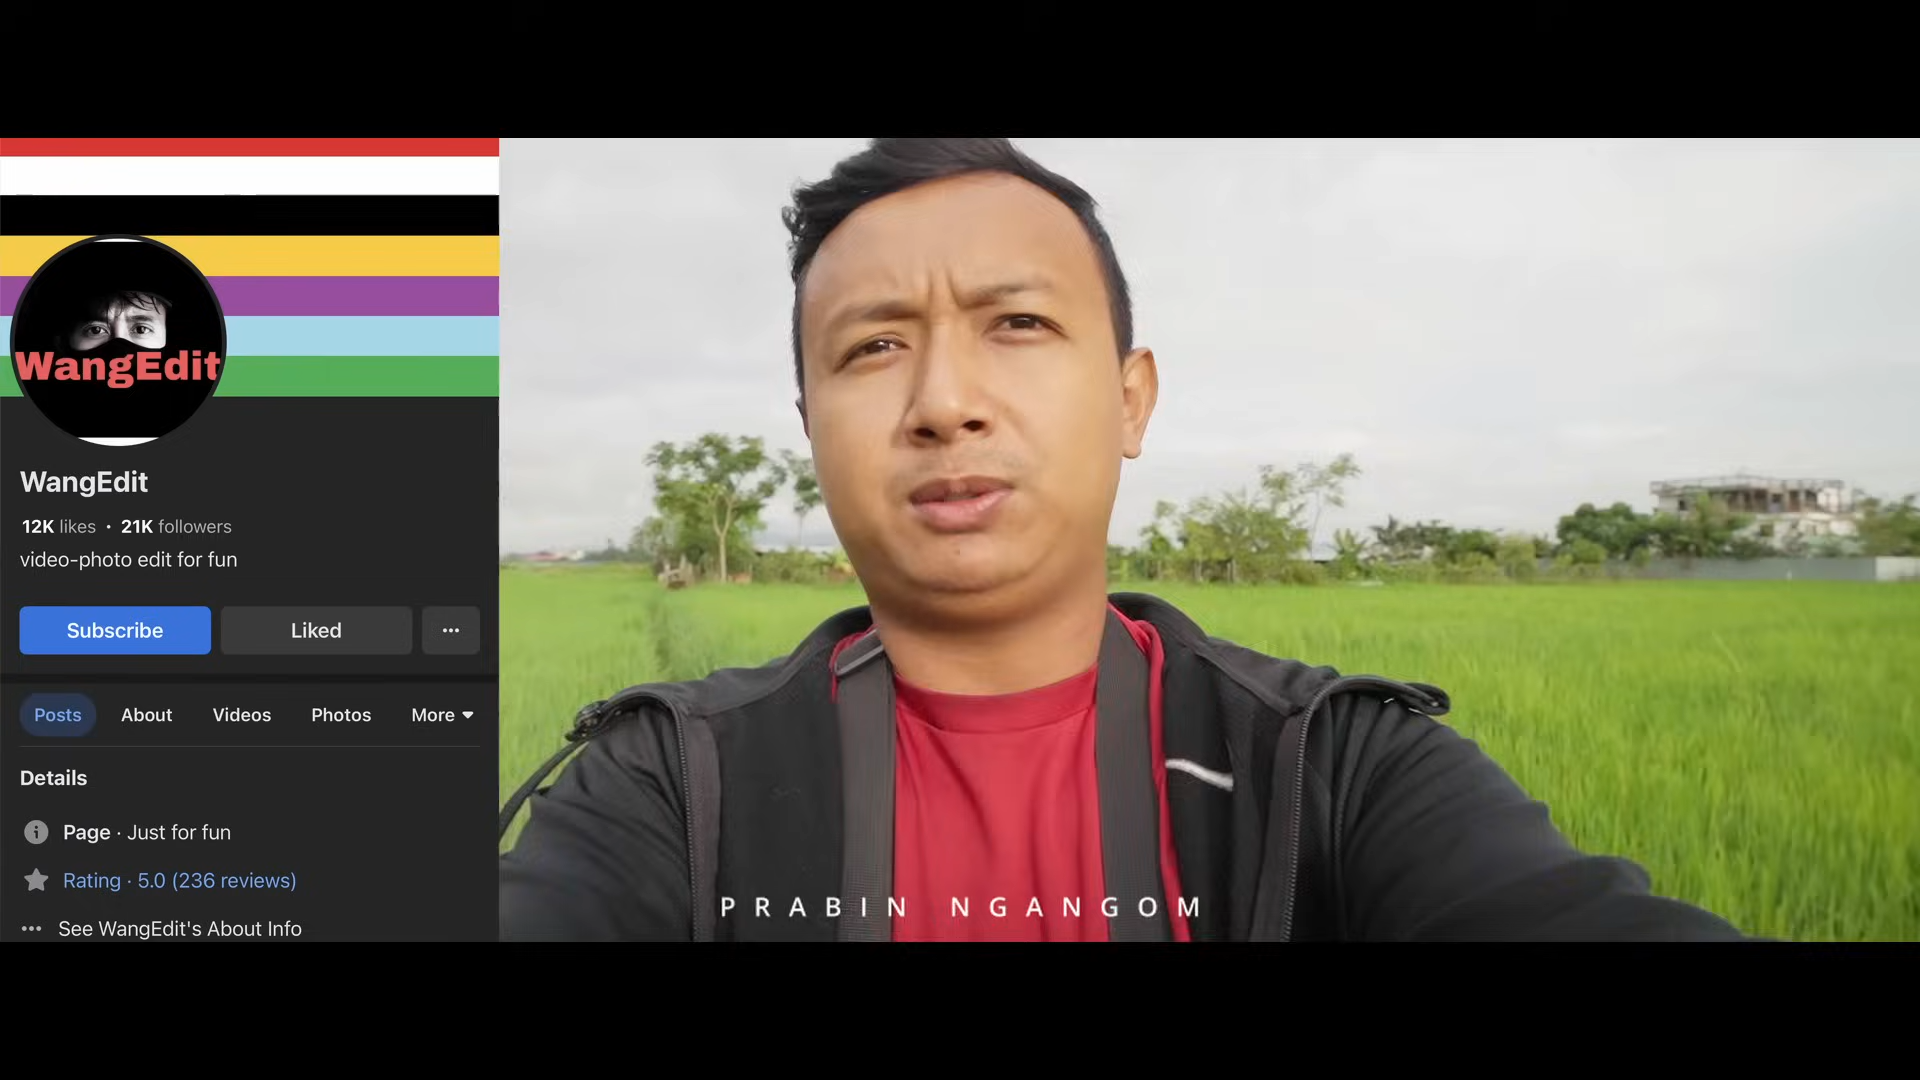 WangEdit
WangEdit
12K likes · 21K followers
video-photo edit for fun
Subscribe
Liked
Posts
About
Videos
Photos
More
Details
Page · Just for fun
Rating · 5.0 (236 reviews)
See WangEdit's About Info
PRABIN NGANGOM